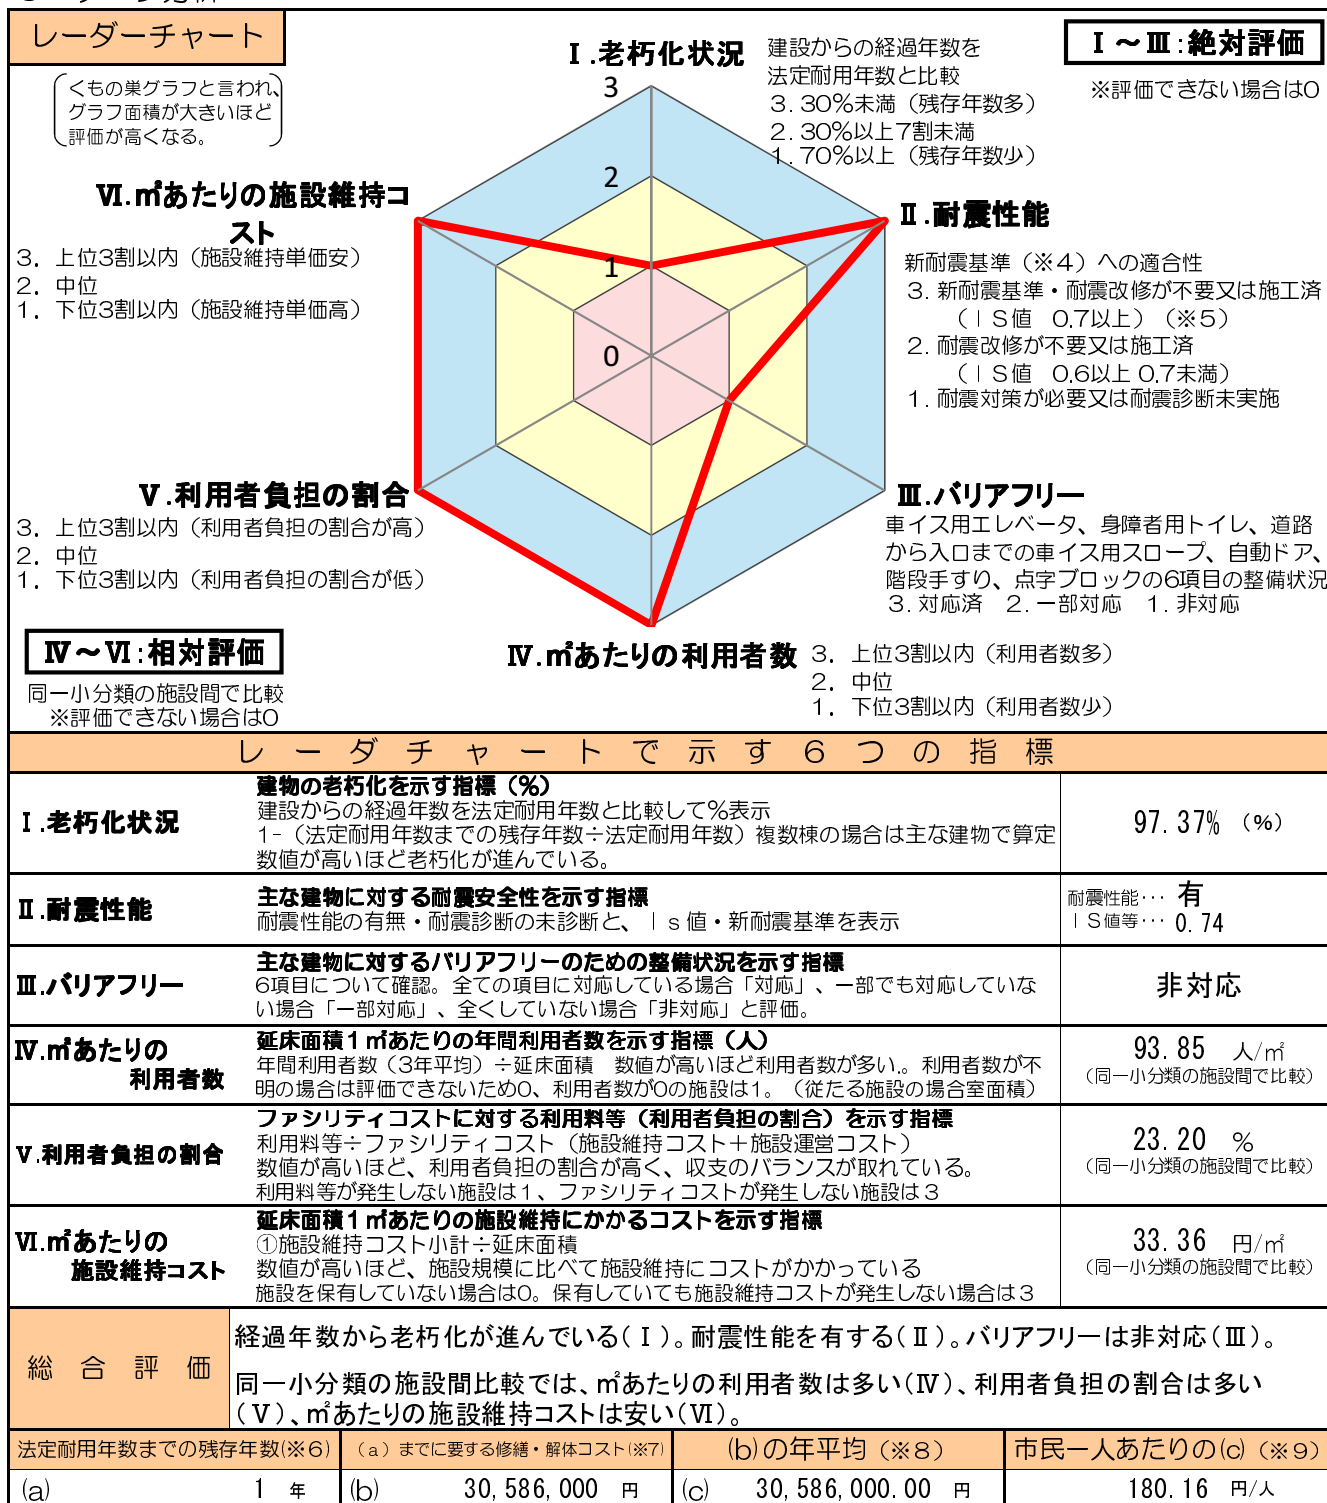 レーダーチャート
くもの巣グラフと言われ、
グラフ面積が大きいほど
評価が高くなる。
Ⅰ.老朽化状況
建設からの経過年数を
法定耐用年数と比較
3.30%未満（残存年数多）
2.30%以上7割未満
1.70%以上（残存年数少）
Ⅰ～Ⅲ:絶対評価
※評価できない場合は0
3
2
1
0
Ⅵ.㎡あたりの施設維持コ
スト
3. 上位3割以内（施設維持単価安）
2. 中位
1. 下位3割以内（施設維持単価高）
Ⅱ.耐震性能
新耐震基準（※4）への適合性
3. 新耐震基準・耐震改修が不要又は施工済
（ＩＳ値 0.7以上）（※5）
2. 耐震改修が不要又は施工済
（ＩＳ値 0.6以上 0.7未満）
1. 耐震対策が必要又は耐震診断未実施
Ⅴ.利用者負担の割合
3. 上位3割以内（利用者負担の割合が高）
2. 中位
1. 下位3割以内（利用者負担の割合が低）
Ⅲ.バリアフリー
車イス用エレベータ、身障者用トイレ、道路
から入口までの車イス用スロープ、自動ドア、
階段手すり、点字ブロックの6項目の整備状況
3. 対応済 2. 一部対応 1. 非対応
Ⅳ～Ⅵ:相対評価
同一小分類の施設間で比較
※評価できない場合は0
Ⅳ.㎡あたりの利用者数
3. 上位3割以内（利用者数多）
2. 中位
1. 下位3割以内（利用者数少）
レーダチャートで示す6つの指標
Ⅰ.老朽化状況
建物の老朽化を示す指標（%）
建設からの経過年数を法定耐用年数と比較して%表示
1-（法定耐用年数までの残存年数÷法定耐用年数）複数棟の場合は主な建物で算定
数値が高いほど老朽化が進んでいる。
97.37% （%）
Ⅱ.耐震性能
主な建物に対する耐震安全性を示す指標
耐震性能の有無・耐震診断の未診断と、Ｉｓ値・新耐震基準を表示
耐震性能… 有
ＩＳ値等… 0.74
Ⅲ.バリアフリー
主な建物に対するバリアフリーのための整備状況を示す指標
6項目について確認。全ての項目に対応している場合「対応」、一部でも対応していな
い場合「一部対応」、全くしていない場合「非対応」と評価。
非対応
Ⅳ.㎡あたりの
利用者数
延床面積1㎡あたりの年間利用者数を示す指標（人）
年間利用者数（3年平均）÷延床面積 数値が高いほど利用者数が多い。利用者数が不
明の場合は評価できないため0、利用者数が0の施設は1。（従たる施設の場合室面積）
93.85 人/㎡
（同一小分類の施設間で比較）
Ⅴ.利用者負担の割合
ファシリティコストに対する利用料等（利用者負担の割合）を示す指標
利用料等÷ファシリティコスト（施設維持コスト＋施設運営コスト）
数値が高いほど、利用者負担の割合が高く、収支のバランスが取れている。
利用料等が発生しない施設は1、ファシリティコストが発生しない施設は3
23.20 %
（同一小分類の施設間で比較）
Ⅵ.㎡あたりの
施設維持コスト
延床面積1㎡あたりの施設維持にかかるコストを示す指標
①施設維持コスト小計÷延床面積
数値が高いほど、施設規模に比べて施設維持にコストがかかっている
施設を保有していない場合は0。保有していても施設維持コストが発生しない場合は3
33.36 円/㎡
（同一小分類の施設間で比較）
総合評価
経過年数から老朽化が進んでいる(Ⅰ)。耐震性能を有する(Ⅱ)。バリアフリーは非対応(Ⅲ)。
同一小分類の施設間比較では、㎡あたりの利用者数は多い(Ⅳ)、利用者負担の割合は多い
(Ⅴ)、㎡あたりの施設維持コストは安い(Ⅵ)。
法定耐用年数までの残存年数(※6)
（a）までに要する修繕・解体コスト(※7)
(b)の年平均（※8）
市民一人あたりの(c)（※9）
(a) 1 年
(b) 30,586,000 円
(c) 30,586,000.00 円
180.16 円/人